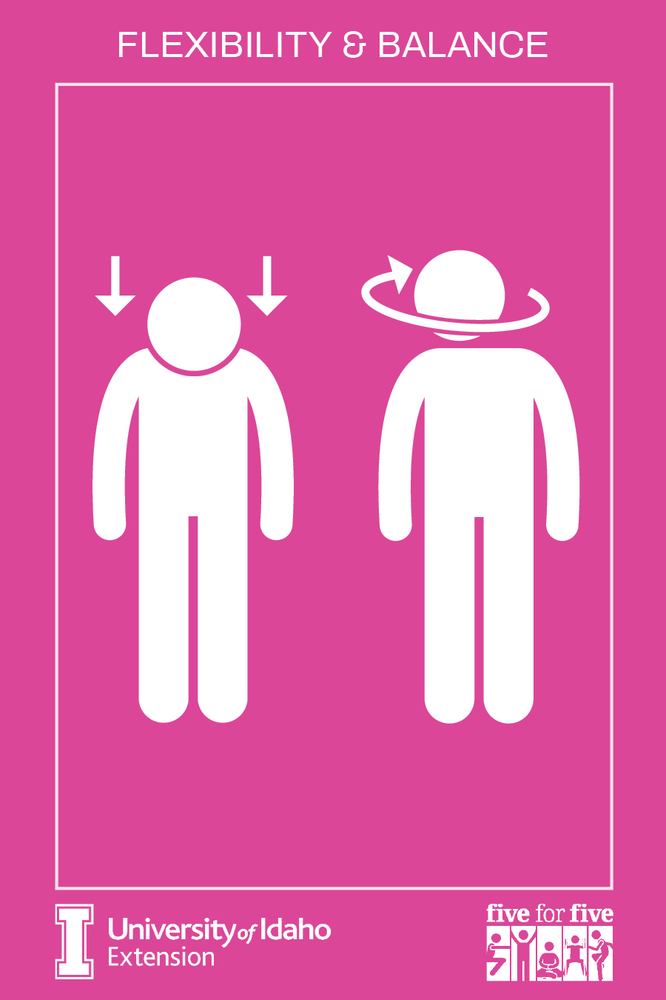 FLEXIBILITY & BALANCE
University of Idaho
Extension
five for five